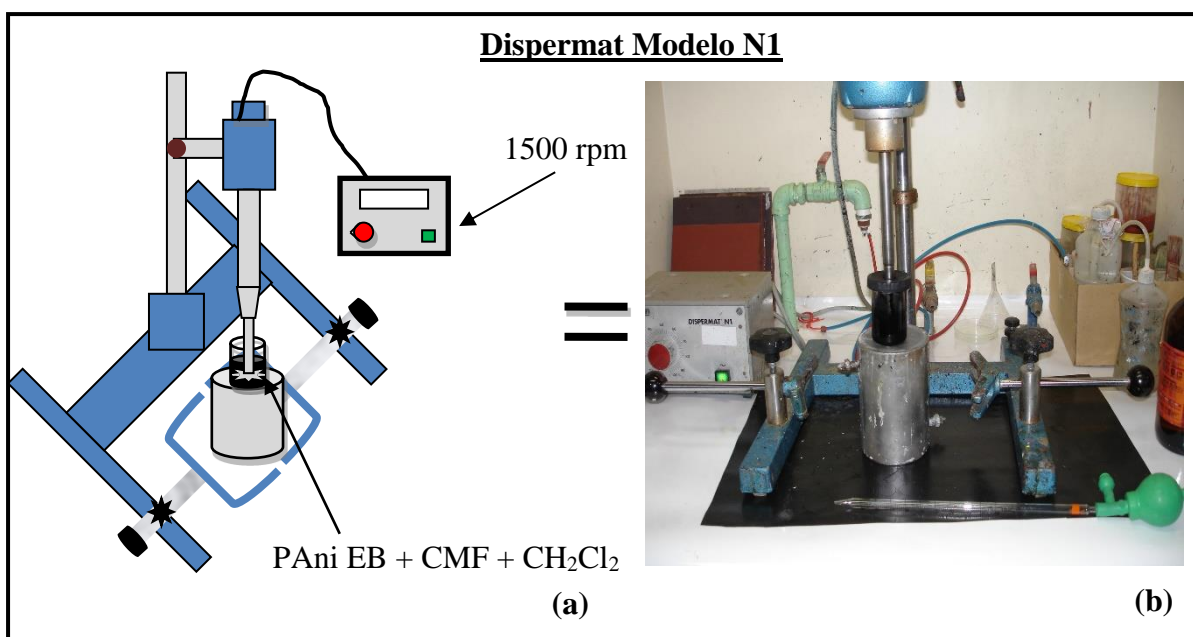 Dispermat Modelo N1
1500 rpm
DISPERMAT N1
PAni EB + CMF + CH₂Cl₂
(a)
(b)